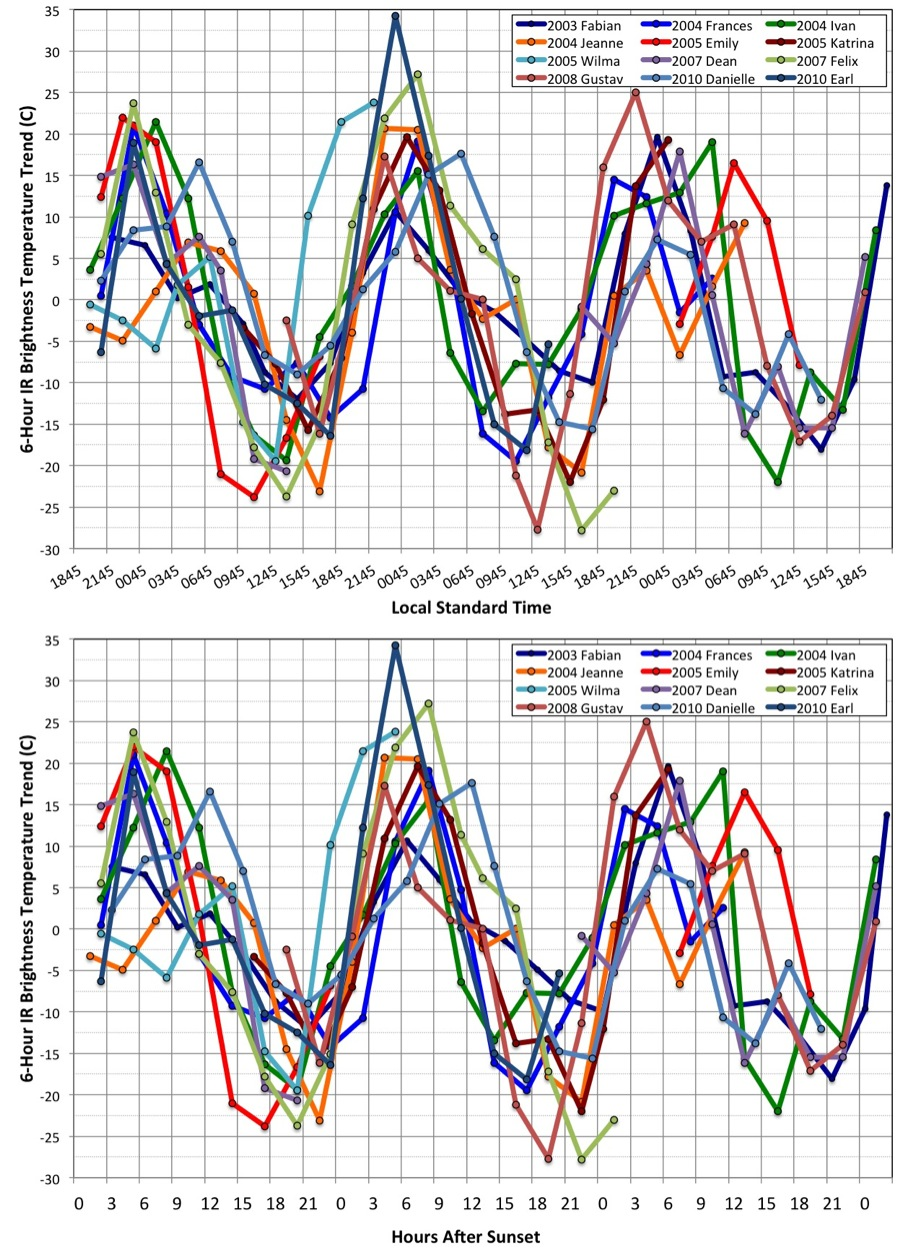 35
30
25
20
15
10
5
0
-5
-10
-15
-20
-25
-30
6-Hour IR Brightness Temperature Trend (C)
2003 Fabian 2004 Frances 2004 Ivan
2004 Jeanne 2005 Emily 2005 Katrina
2005 Wilma 2007 Dean 2007 Felix
2008 Gustav 2010 Danielle 2010 Earl
1845 2145 0045 0345 0645 0945 1245 1545 1845 2145 0045 0345 0645 0945 1245 1545 1845 2145 0045 0345 0645 0945 1245 1545 1845
Local Standard Time
35
30
25
20
15
10
5
0
-5
-10
-15
-20
-25
-30
6-Hour IR Brightness Temperature Trend (C)
2003 Fabian 2004 Frances 2004 Ivan
2004 Jeanne 2005 Emily 2005 Katrina
2005 Wilma 2007 Dean 2007 Felix
2008 Gustav 2010 Danielle 2010 Earl
0 3 6 9 12 15 18 21 0 3 6 9 12 15 18 21 0 3 6 9 12 15 18 21 0
Hours After Sunset